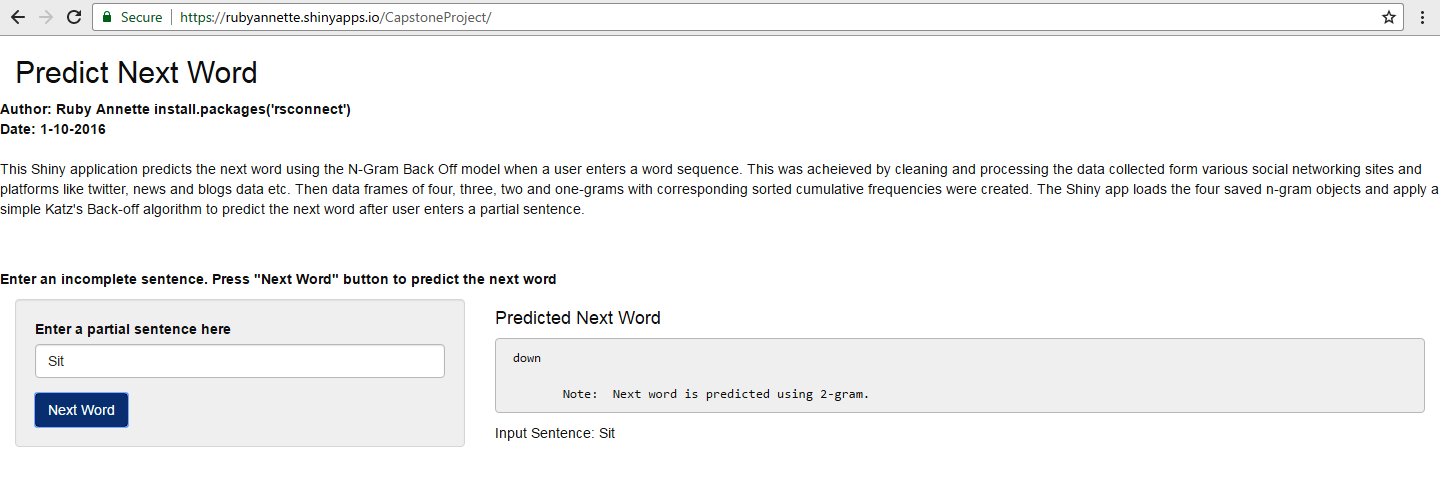 Secure https://rubyannette.shinyapps.io/CapstoneProject/
Predict Next Word
Author: Ruby Annette install.packages('rsconnect')
Date: 1-10-2016
This Shiny application predicts the next word using the N-Gram Back Off model when a user enters a word sequence. This was acheieved by cleaning and processing the data collected form various social networking sites and
platforms like twitter, news and blogs data etc. Then data frames of four, three, two and one-grams with corresponding sorted cumulative frequencies were created. The Shiny app loads the four saved n-gram objects and apply a
simple Katz's Back-off algorithm to predict the next word after user enters a partial sentence.
Enter an incomplete sentence. Press "Next Word" button to predict the next word
Enter a partial sentence here
Sit
Next Word
Predicted Next Word
down
Note: Next word is predicted using 2-gram.
Input Sentence: Sit